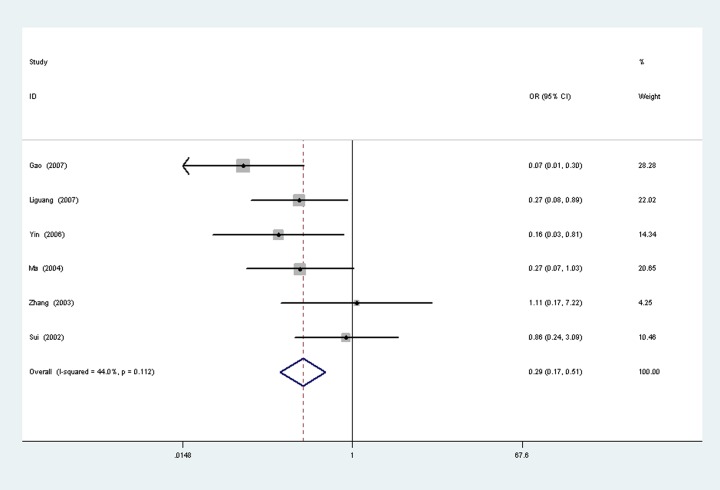 Study %
ID OR (95% CI) Weight
Gao (2007) 0.07 (0.01, 0.30) 28.28
Liguang (2007) 0.27 (0.08, 0.89) 22.02
Yin (2006) 0.16 (0.03, 0.81) 14.34
Ma (2004) 0.27 (0.07, 1.03) 20.65
Zhang (2003) 1.11 (0.17, 7.22) 4.25
Sui (2002) 0.86 (0.24, 3.09) 10.46
Overall (I-squared = 44.0%, p = 0.112) 0.29 (0.17, 0.51) 100.00
.0148 1 67.6